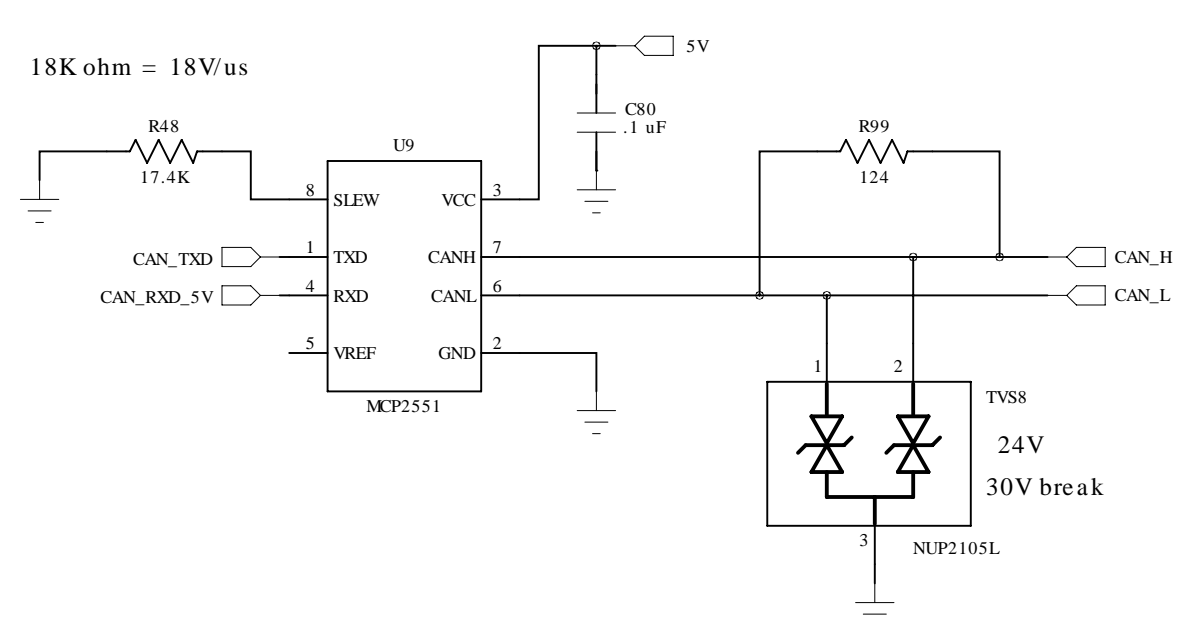 5V
18K ohm = 18V/us
C80
.1 uF
R48
R99
17.4K
U9
124
8
SLEW
VCC
3
CAN_TXD
1
TXD
CANH
7
CAN_H
CAN_RXD_5V
4
RXD
CANL
6
CAN_L
5
VREF
GND
2
MCP2551
1
2
TVS8
24V
30V break
3
NUP2105L